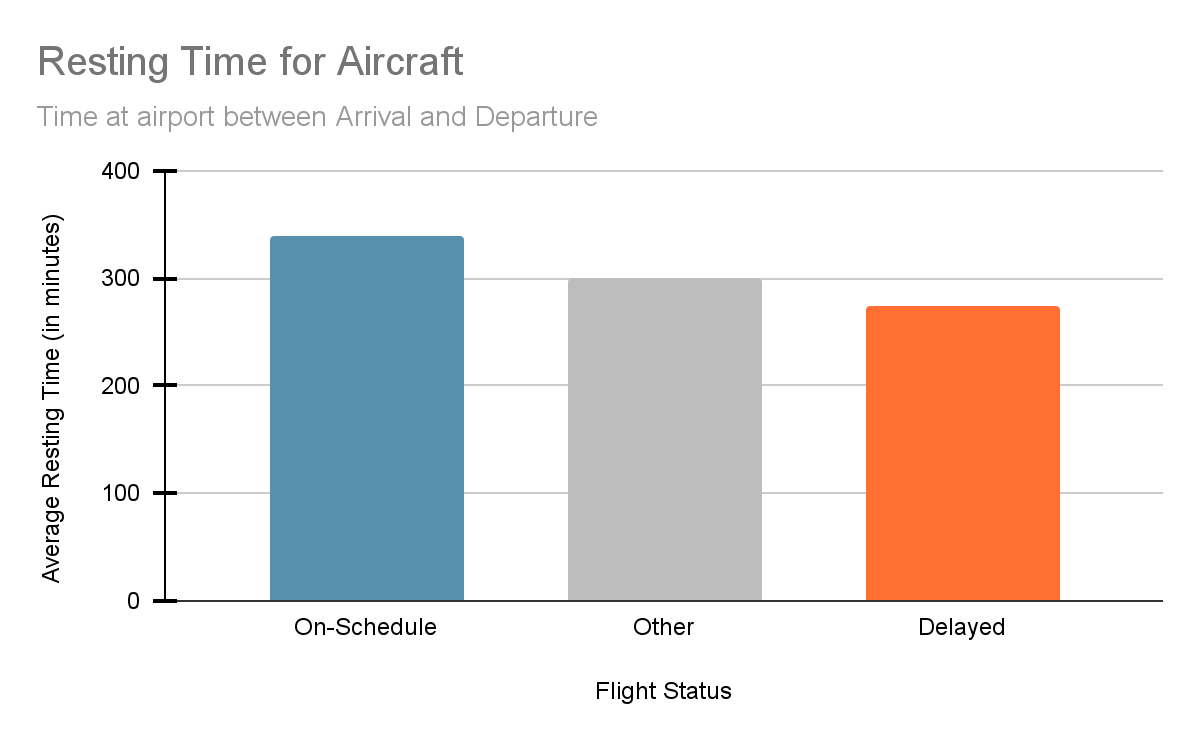 Resting Time for Aircraft
Time at airport between Arrival and Departure
Average Resting Time (in minutes)
400
300
200
100
0
On-Schedule
Other
Delayed
Flight Status